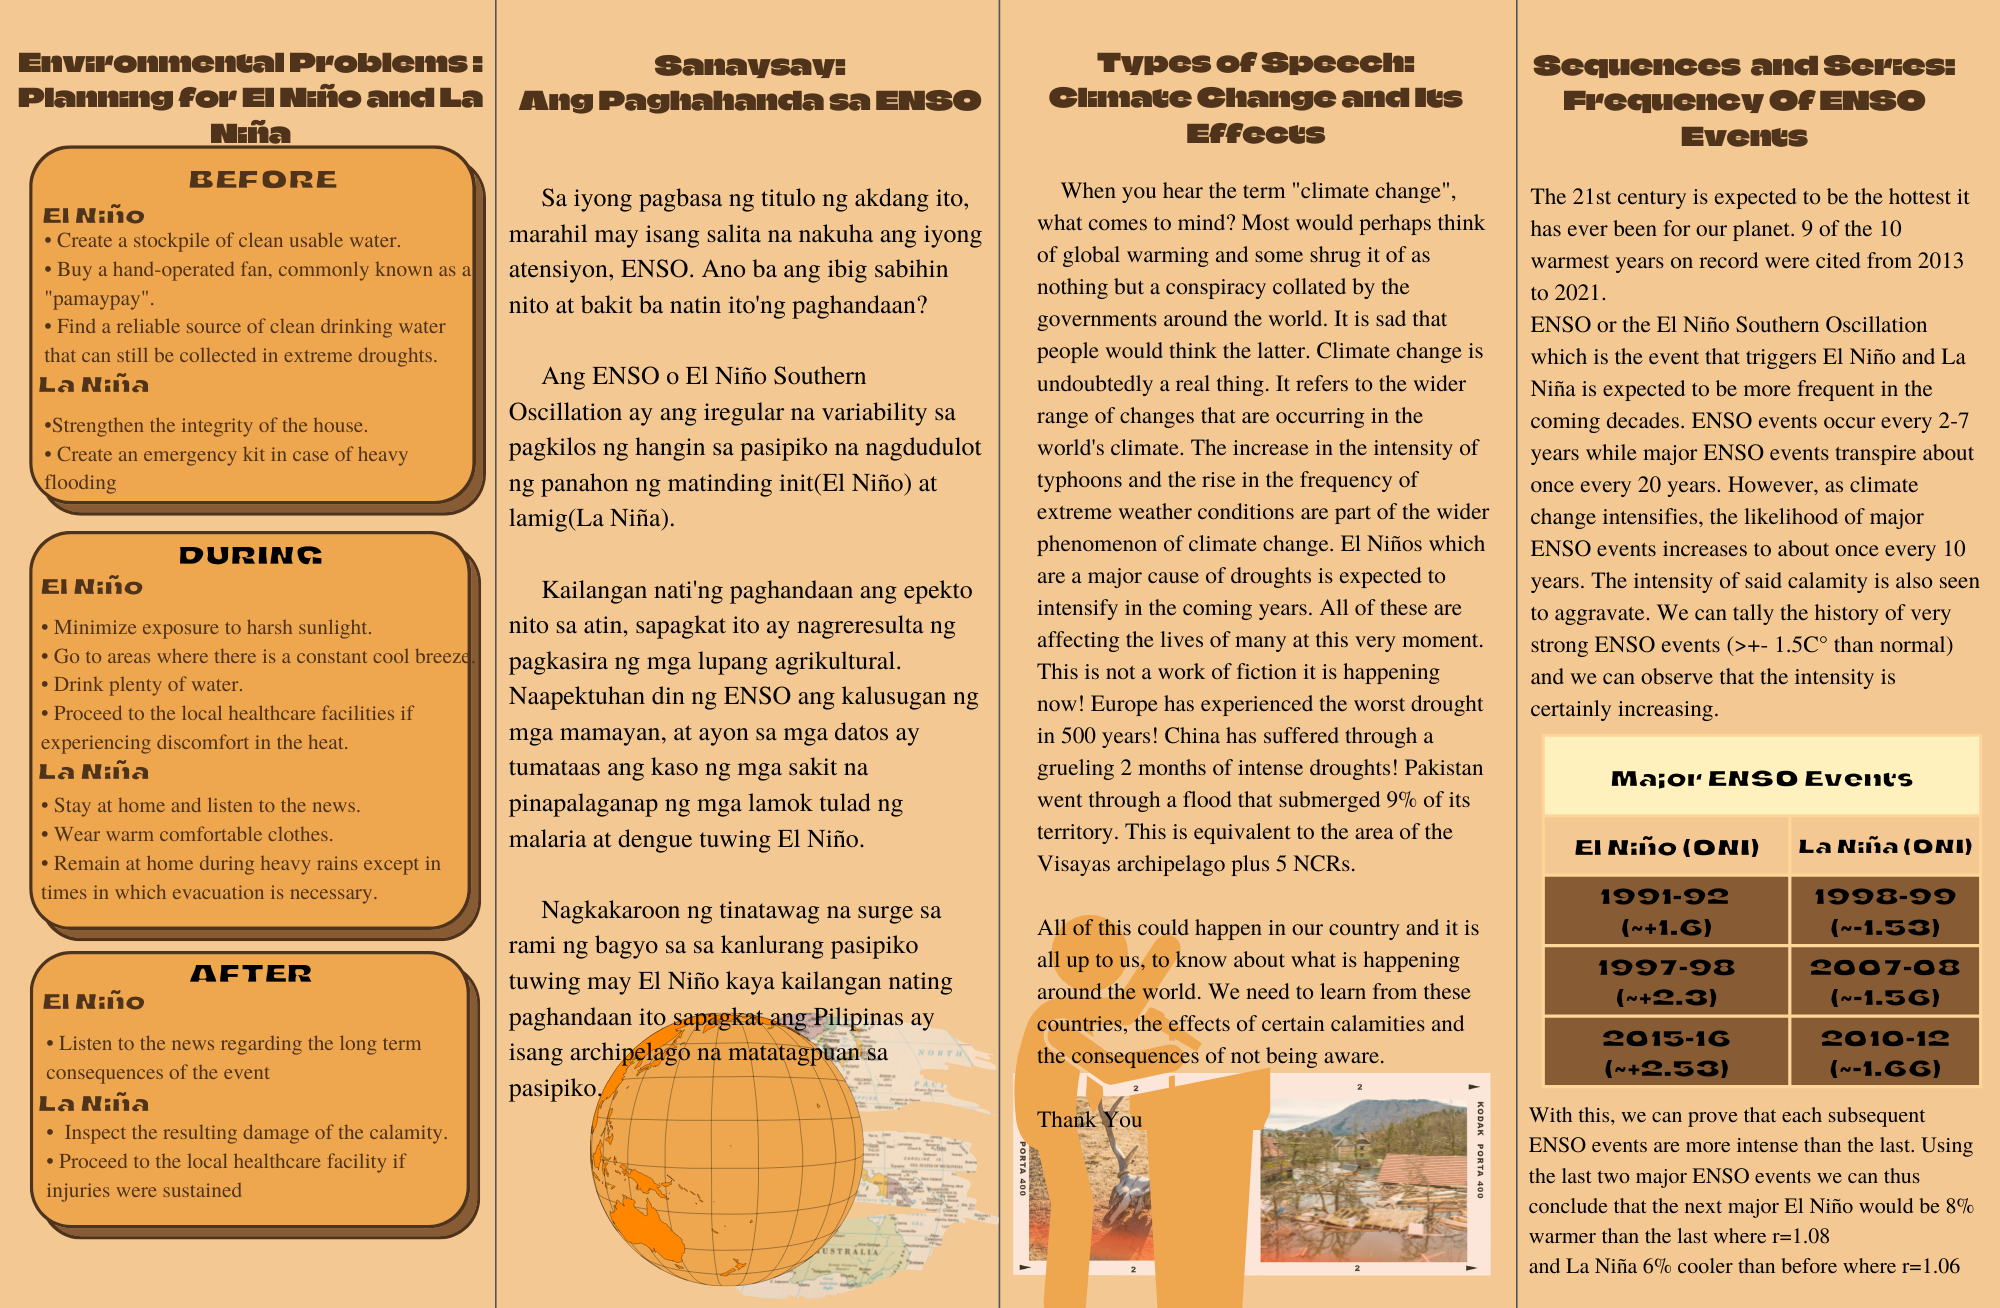 Environmental Problems :
Planning for El Niño and La
Niña
BEFORE
El Niño
• Create a stockpile of clean usable water.
• Buy a hand-operated fan, commonly known as a
"pamaypay".
• Find a reliable source of clean drinking water
that can still be collected in extreme droughts.
La Niña
•Strengthen the integrity of the house.
• Create an emergency kit in case of heavy
flooding
DURING
El Niño
• Minimize exposure to harsh sunlight.
• Go to areas where there is a constant cool breeze.
• Drink plenty of water.
• Proceed to the local healthcare facilities if
experiencing discomfort in the heat.
La Niña
• Stay at home and listen to the news.
• Wear warm comfortable clothes.
• Remain at home during heavy rains except in
times in which evacuation is necessary.
AFTER
El Niño
• Listen to the news regarding the long term
consequences of the event
La Niña
• Inspect the resulting damage of the calamity.
• Proceed to the local healthcare facility if
injuries were sustained
Sanaysay:
Ang Paghahanda sa ENSO
Sa iyong pagbasa ng titulo ng akdang ito,
marahil may isang salita na nakuha ang iyong
atensiyon, ENSO. Ano ba ang ibig sabihin
nito at bakit ba natin ito'ng paghandaan?
Ang ENSO o El Niño Southern
Oscillation ay ang iregular na variability sa
pagkilos ng hangin sa pasipiko na nagdudulot
ng panahon ng matinding init(El Niño) at
lamig(La Niña).
Kailangan nati'ng paghandaan ang epekto
nito sa atin, sapagkat ito ay nagreresulta ng
pagkasira ng mga lupang agrikultural.
Naapektuhan din ng ENSO ang kalusugan ng
mga mamayan, at ayon sa mga datos ay
tumataas ang kaso ng mga sakit na
pinapalaganap ng mga lamok tulad ng
malaria at dengue tuwing El Niño.
Nagkakaroon ng tinatawag na surge sa
rami ng bagyo sa sa kanlurang pasipiko
tuwing may El Niño kaya kailangan nating
paghandaan ito sapagkat ang Pilipinas ay
isang archipelago na matatagpuan sa
pasipiko.
NORTH
AUSTRALIA
Types of Speech:
Climate Change and Its
Effects
When you hear the term "climate change",
what comes to mind? Most would perhaps think
of global warming and some shrug it of as
nothing but a conspiracy collated by the
governments around the world. It is sad that
people would think the latter. Climate change is
undoubtedly a real thing. It refers to the wider
range of changes that are occurring in the
world's climate. The increase in the intensity of
typhoons and the rise in the frequency of
extreme weather conditions are part of the wider
phenomenon of climate change. El Niños which
are a major cause of droughts is expected to
intensify in the coming years. All of these are
affecting the lives of many at this very moment.
This is not a work of fiction it is happening
now! Europe has experienced the worst drought
in 500 years! China has suffered through a
grueling 2 months of intense droughts! Pakistan
went through a flood that submerged 9% of its
territory. This is equivalent to the area of the
Visayas archipelago plus 5 NCRs.
All of this could happen in our country and it is
all up to us, to know about what is happening
around the world. We need to learn from these
countries, the effects of certain calamities and
the consequences of not being aware.
Thank You
2
2
PORTA 400
KODAK PORTA 400
2
2
Sequences and Series:
Frequency Of ENSO
Events
The 21st century is expected to be the hottest it
has ever been for our planet. 9 of the 10
warmest years on record were cited from 2013
to 2021.
ENSO or the El Niño Southern Oscillation
which is the event that triggers El Niño and La
Niña is expected to be more frequent in the
coming decades. ENSO events occur every 2-7
years while major ENSO events transpire about
once every 20 years. However, as climate
change intensifies, the likelihood of major
ENSO events increases to about once every 10
years. The intensity of said calamity is also seen
to aggravate. We can tally the history of very
strong ENSO events (>+- 1.5C° than normal)
and we can observe that the intensity is
certainly increasing.
Major ENSO Events
El Niño (ONI) La Niña (ONI)
1991-92 1998-99
(~+1.6) (~-1.53)
1997-98 2007-08
(~+2.3) (~-1.56)
2015-16 2010-12
(~+2.53) (~-1.66)
With this, we can prove that each subsequent
ENSO events are more intense than the last. Using
the last two major ENSO events we can thus
conclude that the next major El Niño would be 8%
warmer than the last where r=1.08
and La Niña 6% cooler than before where r=1.06